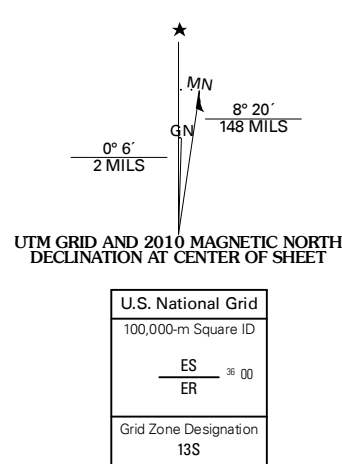 ★
MN
8° 20´
148 MILS
GN
0° 6´
2 MILS
UTM GRID AND 2010 MAGNETIC NORTH
DECLINATION AT CENTER OF SHEET
U.S. National Grid
100,000-m Square ID
ES
36 00
ER
Grid Zone Designation
13S